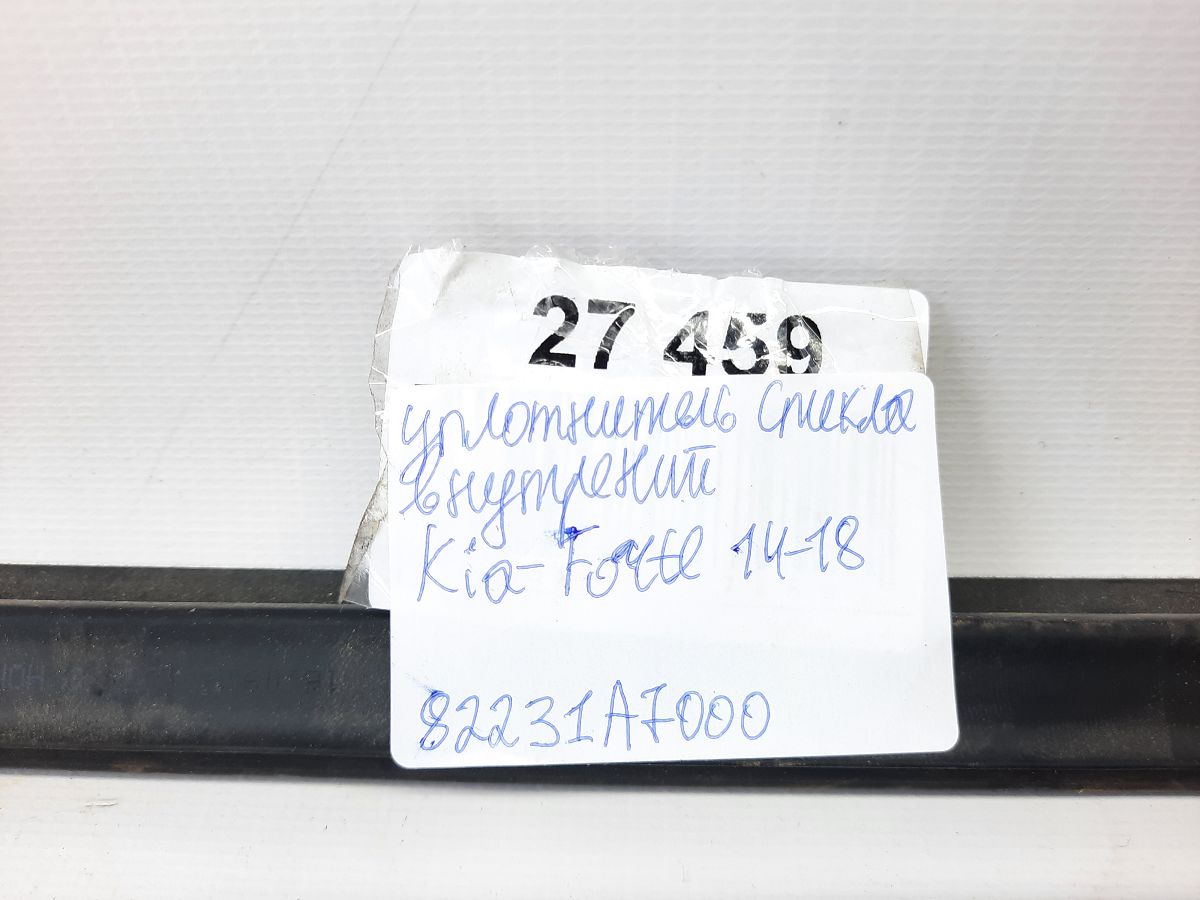 27 459
уплотнитель стекла
внутрений
Kia-Forte 14-18
82231A7000